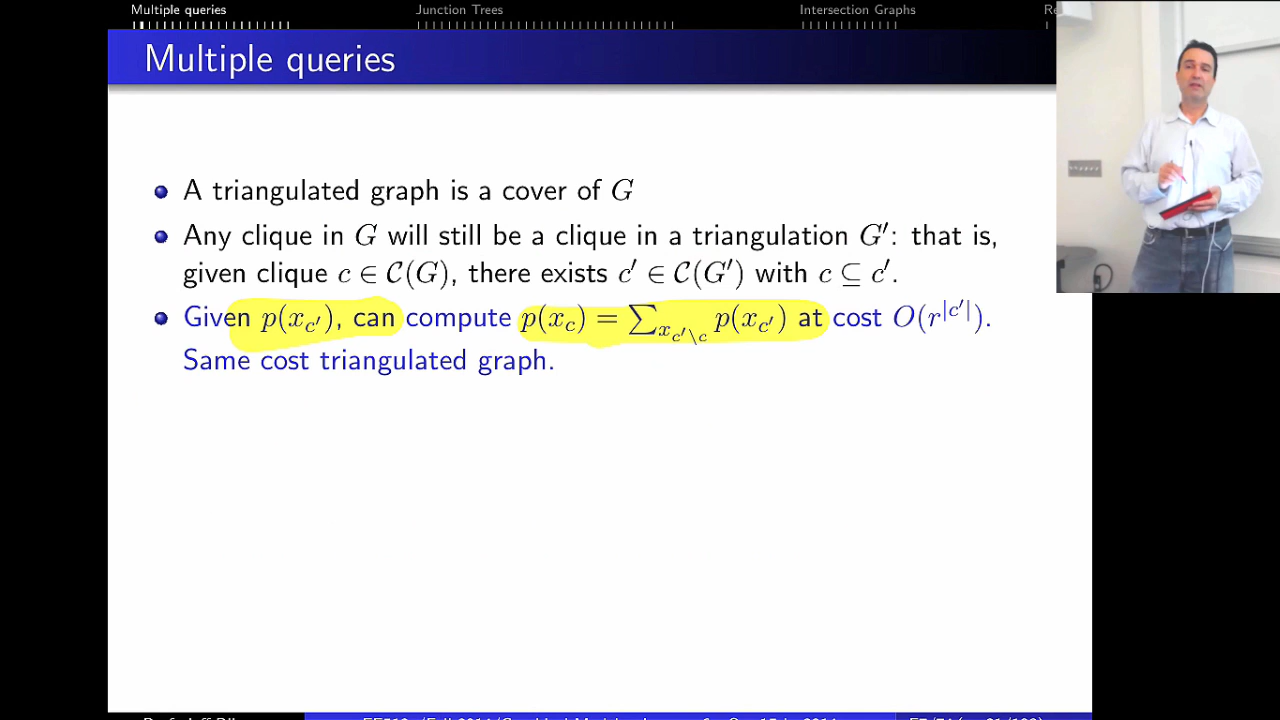 Multiple queries Junction Trees Intersection Graphs
Multiple queries
A triangulated graph is a cover of G
Any clique in G will still be a clique in a triangulation G′: that is,
given clique c ∈ C(G), there exists c′ ∈ C(G′) with c ⊆ c′.
Given p(x_{c′}), can compute p(x_c) = ∑_{x_{c′\c}} p(x_{c′}) at cost O(r^{|c′|}).
Same cost triangulated graph.